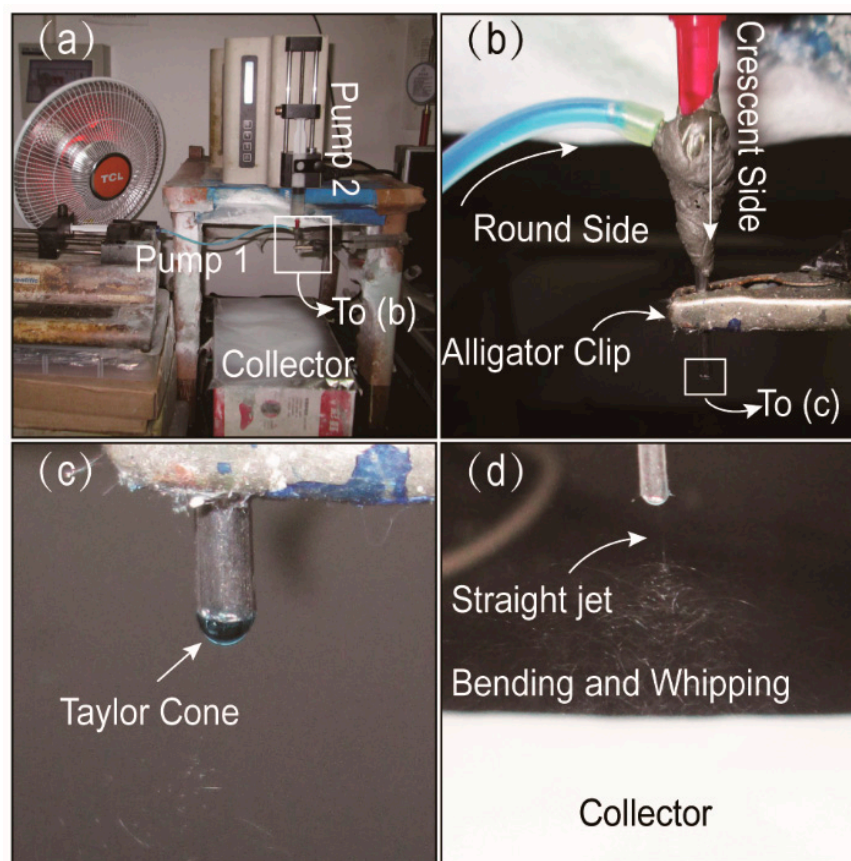 (a)
TCL
Pump 2
Pump 1
To (b)
Collector
(b)
Crescent Side
Round Side
Alligator Clip
To (c)
(c)
Taylor Cone
(d)
Straight jet
Bending and Whipping
Collector